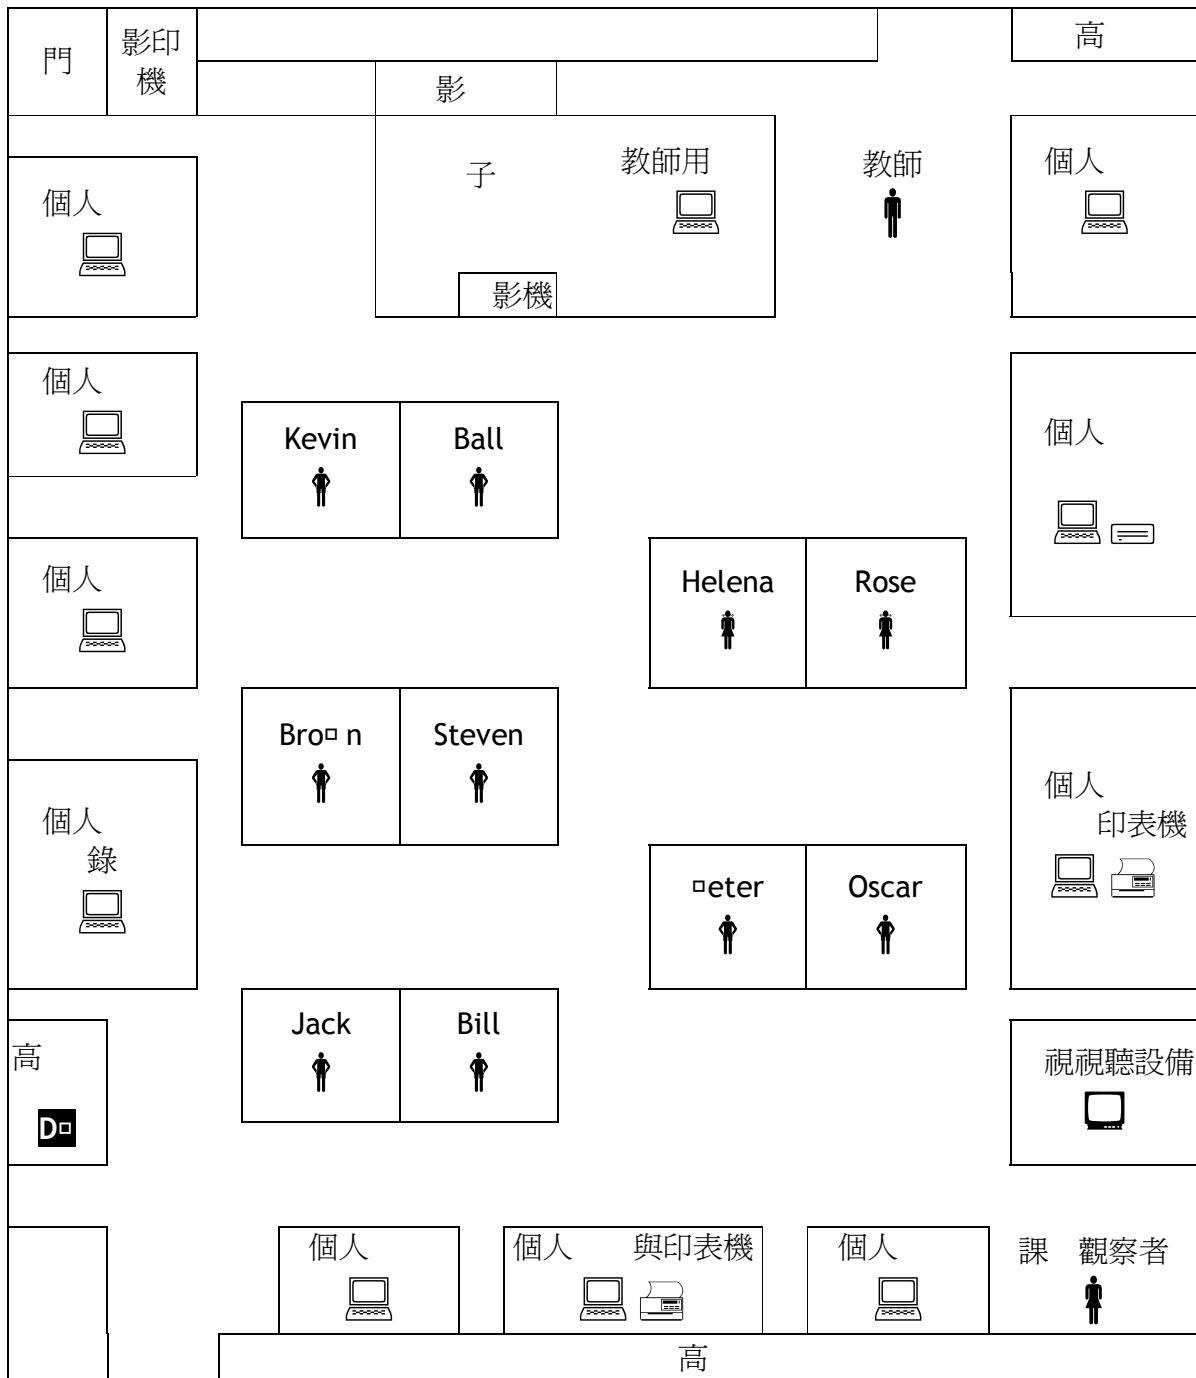 門
影印
機
高
影
子
教師用
教師
個人
個人
影機
個人
Kevin
Ball
個人
個人
Helena
Rose
Bro▫ n
Steven
個人
錄
個人
印表機
▫eter
Oscar
Jack
Bill
高
D▫
視視聽設備
個人
個人 與印表機
個人
課 觀察者
高